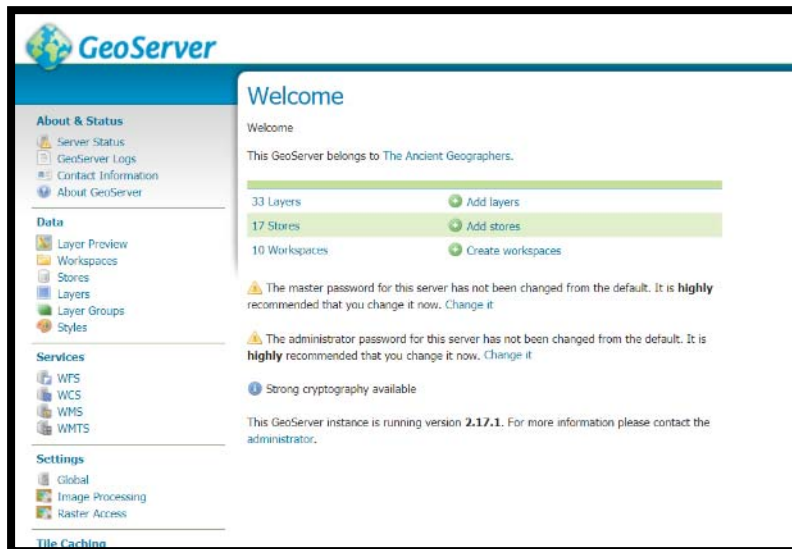 GeoServer
About & Status
Server Status
GeoServer Logs
Contact Information
About GeoServer
Data
Layer Preview
Workspaces
Stores
Layers
Layer Groups
Styles
Services
WFS
WCS
WMS
WMTS
Settings
Global
Image Processing
Raster Access
Tile Caching
Welcome
Welcome
This GeoServer belongs to The Ancient Geographers.
33 Layers Add layers
17 Stores Add stores
10 Workspaces Create workspaces
The master password for this server has not been changed from the default. It is highly
recommended that you change it now. Change it
The administrator password for this server has not been changed from the default. It is
highly recommended that you change it now. Change it
Strong cryptography available
This GeoServer instance is running version 2.17.1. For more information please contact the
administrator.